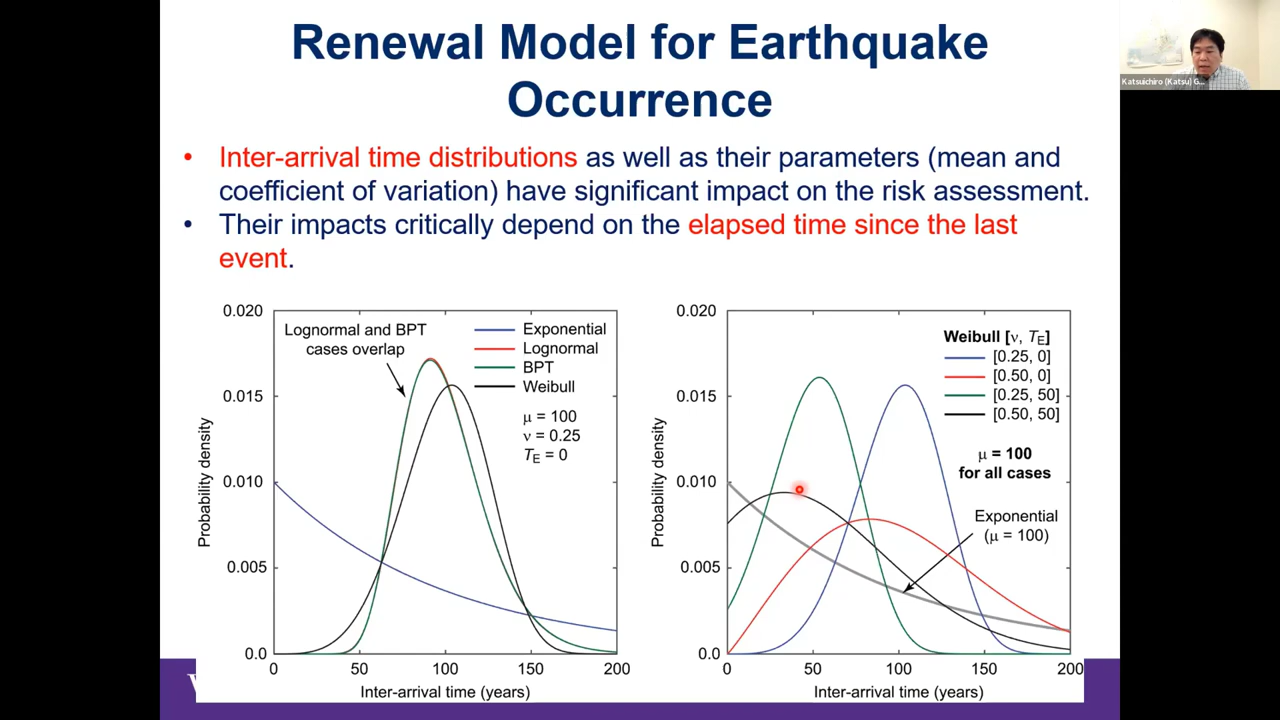 Renewal Model for Earthquake
Occurrence
Katsuichiro (Katsu) G...
• Inter-arrival time distributions as well as their parameters (mean and
coefficient of variation) have significant impact on the risk assessment.
• Their impacts critically depend on the elapsed time since the last
event.
Probability density
0.020
0.015
0.010
0.005
0.0
Lognormal and BPT
cases overlap
Exponential
Lognormal
BPT
Weibull
μ = 100
ν = 0.25
TE = 0
0 50 100 150 200
Inter-arrival time (years)
Probability density
0.020
0.015
0.010
0.005
0.0
Weibull [ν, TE]
[0.25, 0]
[0.50, 0]
[0.25, 50]
[0.50, 50]
μ = 100
for all cases
Exponential
(μ = 100)
0 50 100 150 200
Inter-arrival time (years)